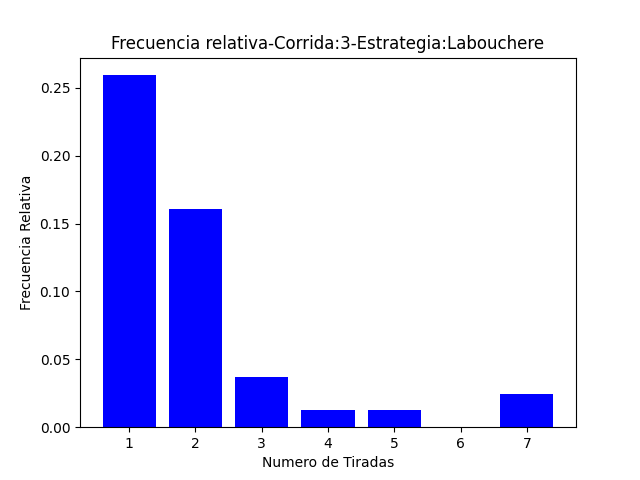 Frecuencia relativa-Corrida:3-Estrategia:Labouchere
Frecuencia Relativa
0.25
0.20
0.15
0.10
0.05
0.00
1 2 3 4 5 6 7
Numero de Tiradas